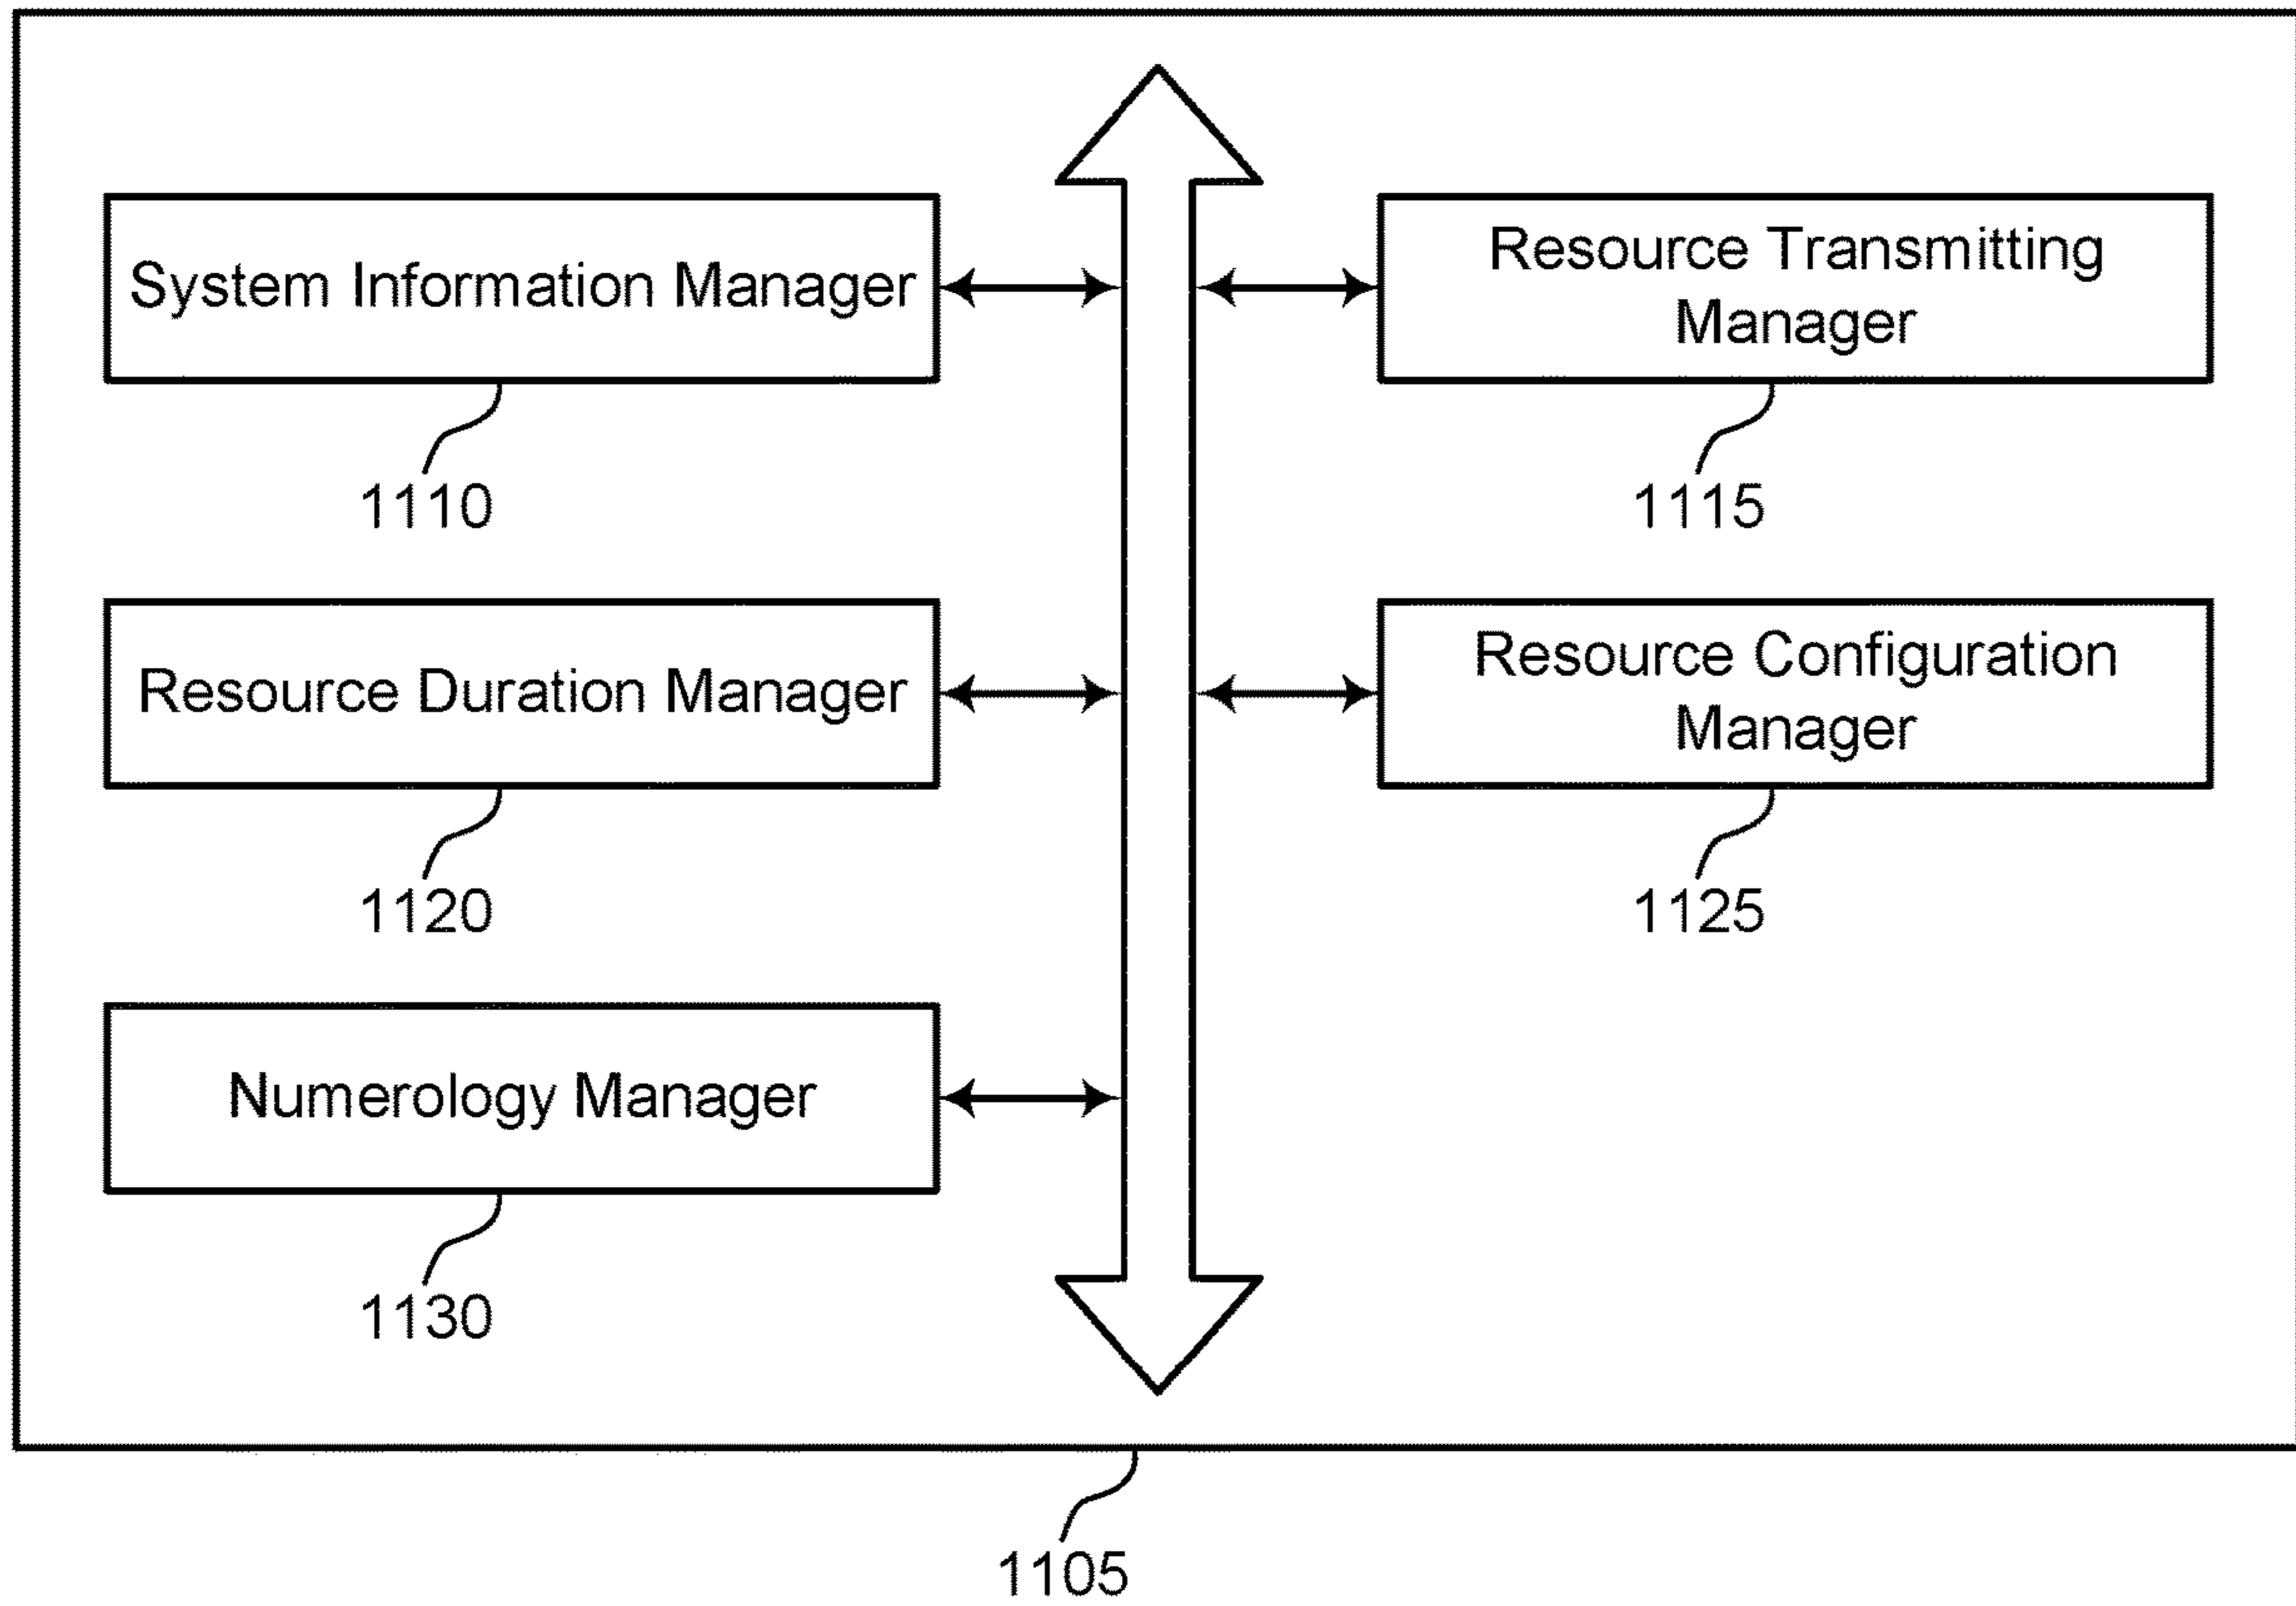 System Information Manager
1110
Resource Transmitting
Manager
1115
Resource Duration Manager
1120
Resource Configuration
Manager
1125
Numerology Manager
1130
1105